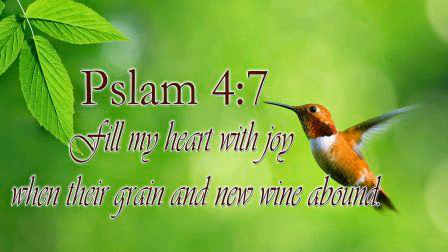 Pslam 4:7
fill my heart with joy
when their grain and new wine abound.